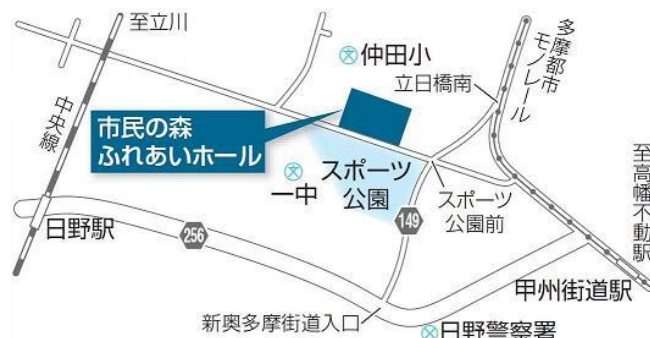 至立川
多摩都市
モノレール
文 仲田小
立日橋南
中央線
市民の森
ふれあいホール
文
一中
スポーツ
公園
スポーツ
公園前
至高幡不動駅
149
日野駅
256
甲州街道駅
新奥多摩街道入口
日野警察署